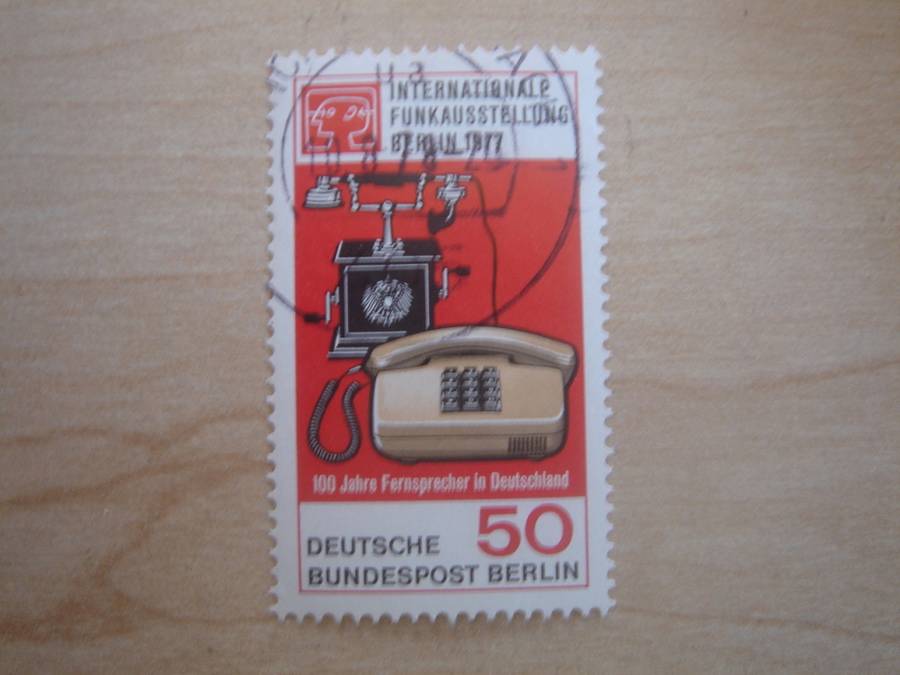 INTERNATIONALE
FUNKAUSSTELLUNG
BERLIN 1977
100 Jahre Fernsprecher in Deutschland
50
DEUTSCHE
BUNDESPOST BERLIN